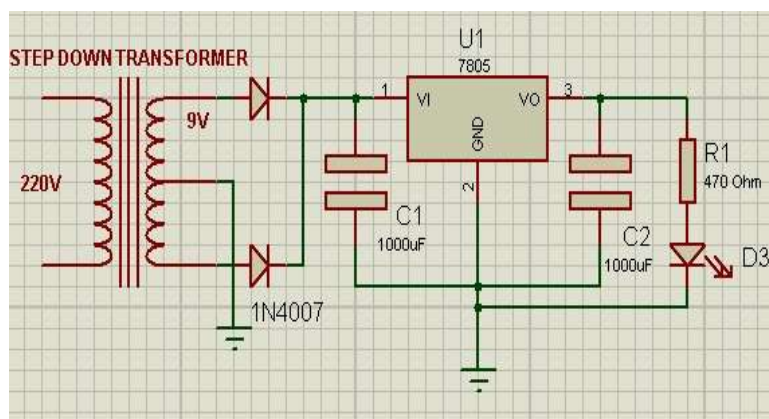 STEP DOWN TRANSFORMER
U1
7805
9V
1
VI
VO
3
GND
2
220V
R1
470 Ohm
C1
1000uF
C2
1000uF
D3
1N4007